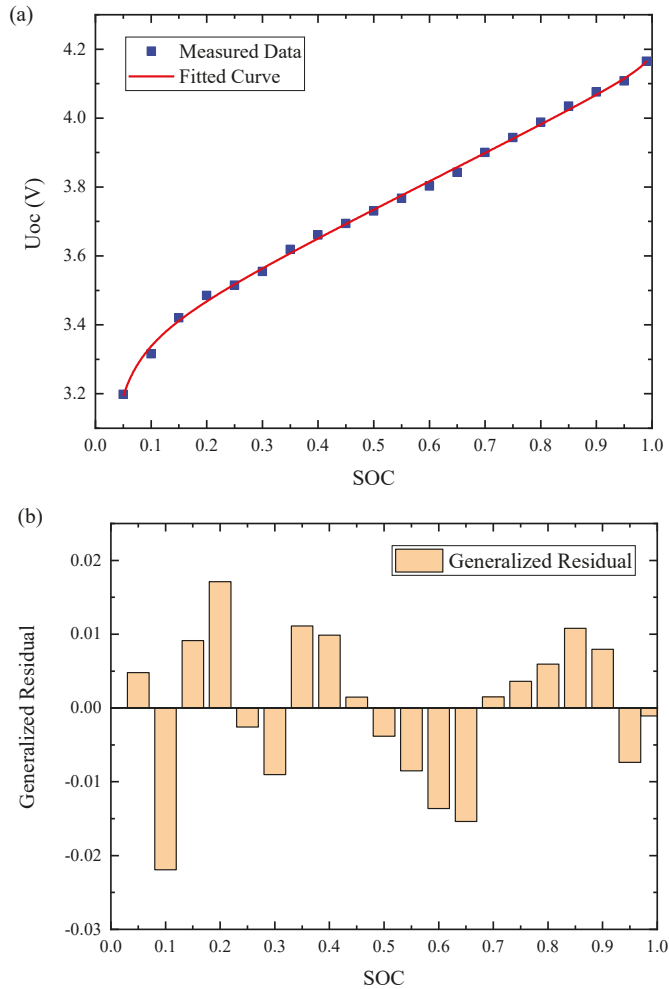 (a)
Measured Data
Fitted Curve
4.2
4.0
3.8
3.6
3.4
3.2
Uoc (V)
0.0 0.1 0.2 0.3 0.4 0.5 0.6 0.7 0.8 0.9 1.0
SOC
(b)
Generalized Residual
0.02
0.01
0.00
-0.01
-0.02
-0.03
Generalized Residual
0.0 0.1 0.2 0.3 0.4 0.5 0.6 0.7 0.8 0.9 1.0
SOC